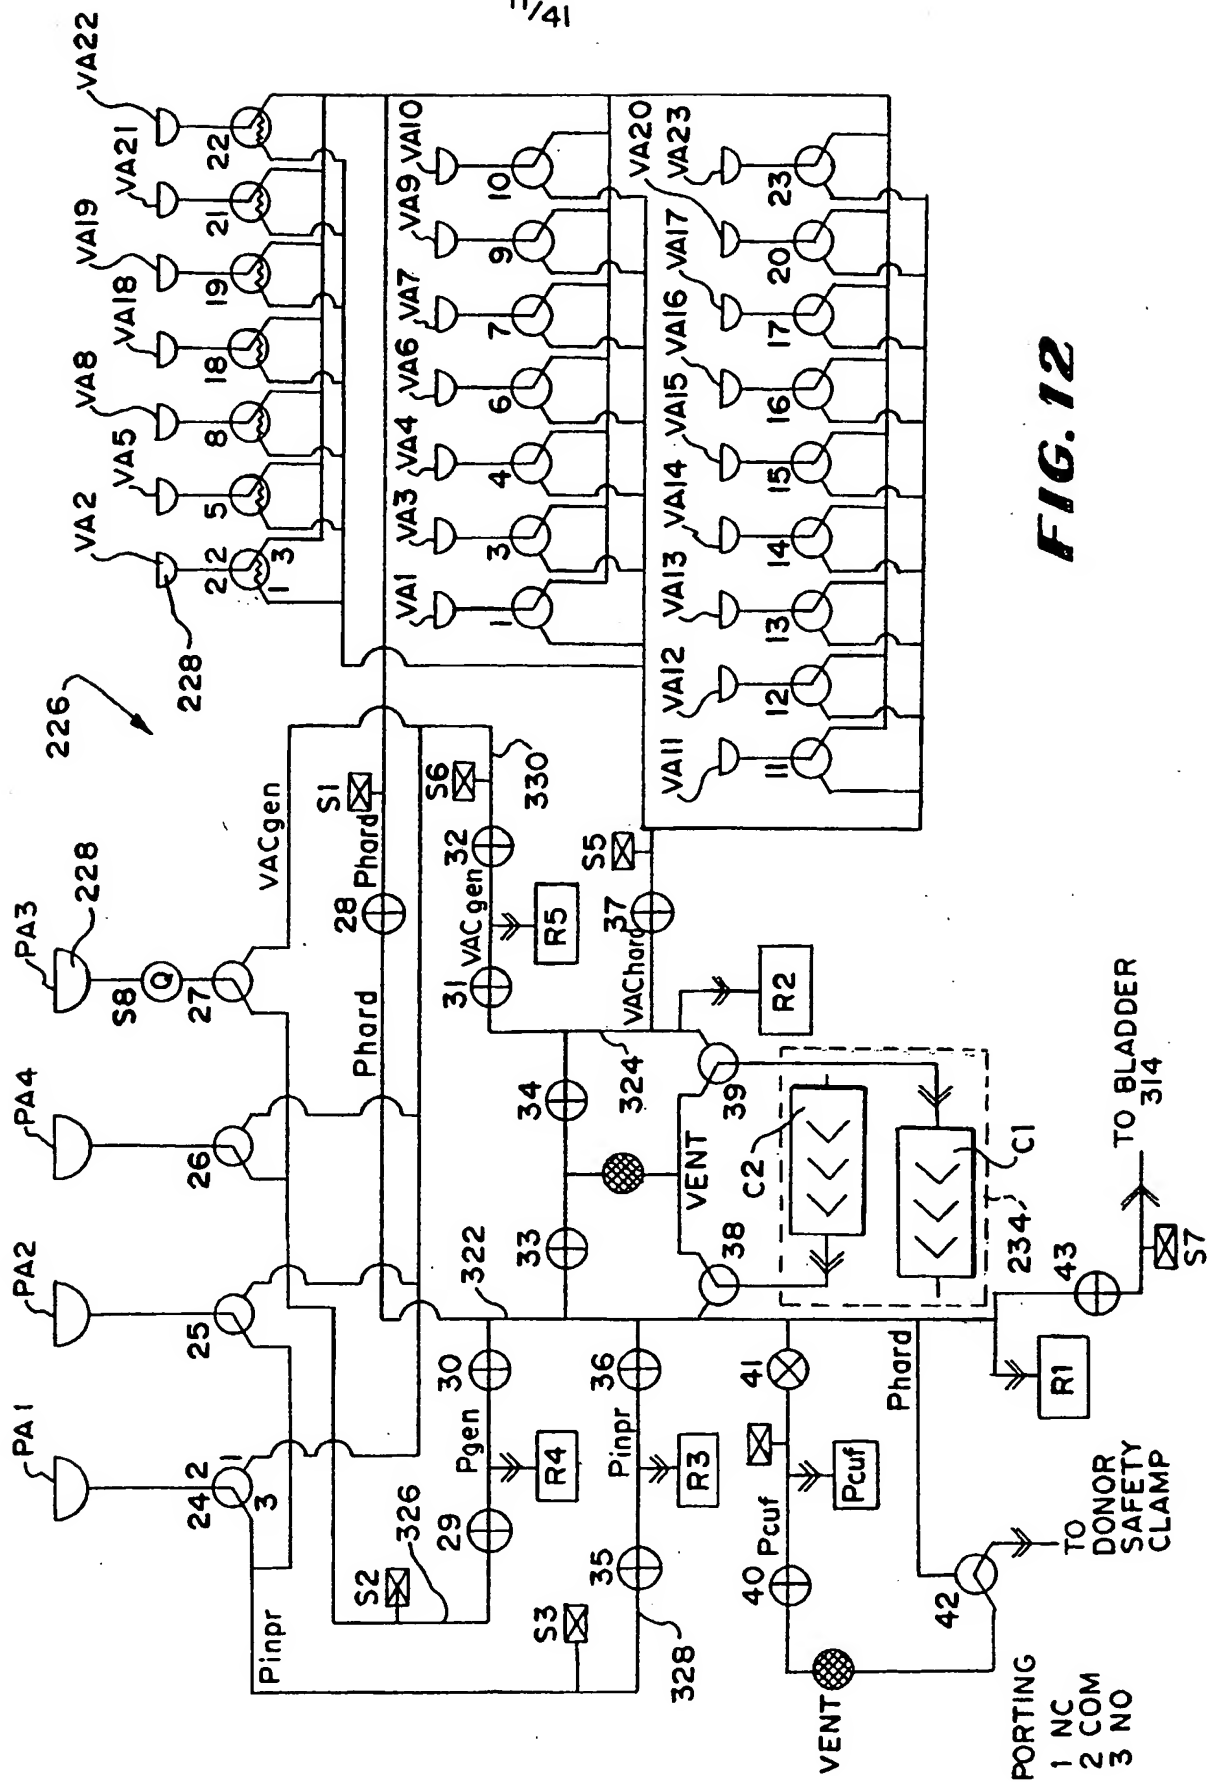 11/41
226
228
VA2
VA5
VA8
VA18
VA19
VA21
VA22
2
2
1
3
5
8
18
19
21
22
VA1
VA3
VA4
VA6
VA7
VA9
VA10
1
3
4
6
7
9
10
VA11
VA12
VA13
VA14
VA15
VA16
VA17
VA20
VA23
11
12
13
14
15
16
17
20
23
PA1
PA2
PA4
PA3
228
S8
Q
24
2
1
3
25
26
27
VACgen
Pinpr
Phard
28
Phard
S1
S2
326
29
Pgen
30
R4
322
31
VACgen
32
S6
R5
330
S3
328
35
Pinpr
36
R3
33
34
324
VAChard
37
S5
R2
VENT
38
39
C2
C1
234
VENT
40
Pcuf
41
Pcuf
Phard
42
TO
DONOR
SAFETY
CLAMP
R1
43
S7
TO BLADDER
314
PORTING
1 NC
2 COM
3 NO
FIG. 12